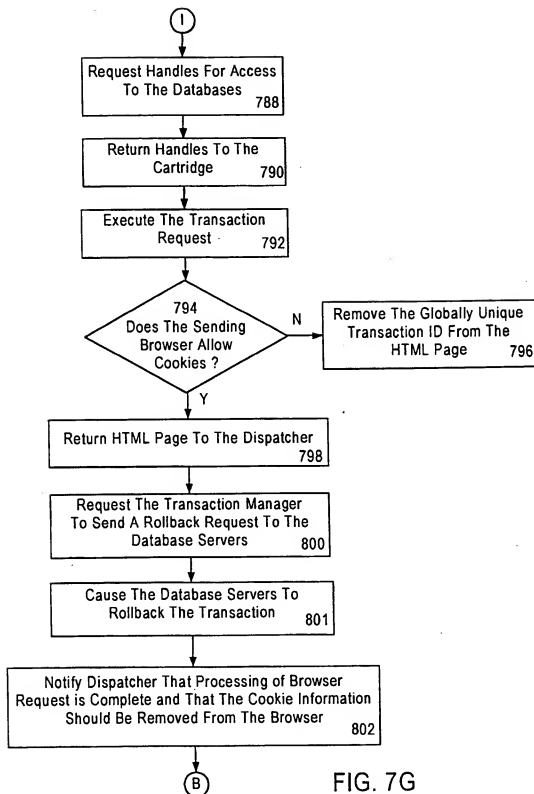 I
Request Handles For Access
To The Databases
788
Return Handles To The
Cartridge
790
Execute The Transaction
Request
792
794
Does The Sending
Browser Allow
Cookies ?
N
Remove The Globally Unique
Transaction ID From The
HTML Page
796
Y
Return HTML Page To The Dispatcher
798
Request The Transaction Manager
To Send A Rollback Request To The
Database Servers
800
Cause The Database Servers To
Rollback The Transaction
801
Notify Dispatcher That Processing of Browser
Request is Complete and That The Cookie Information
Should Be Removed From The Browser
802
B
FIG. 7G